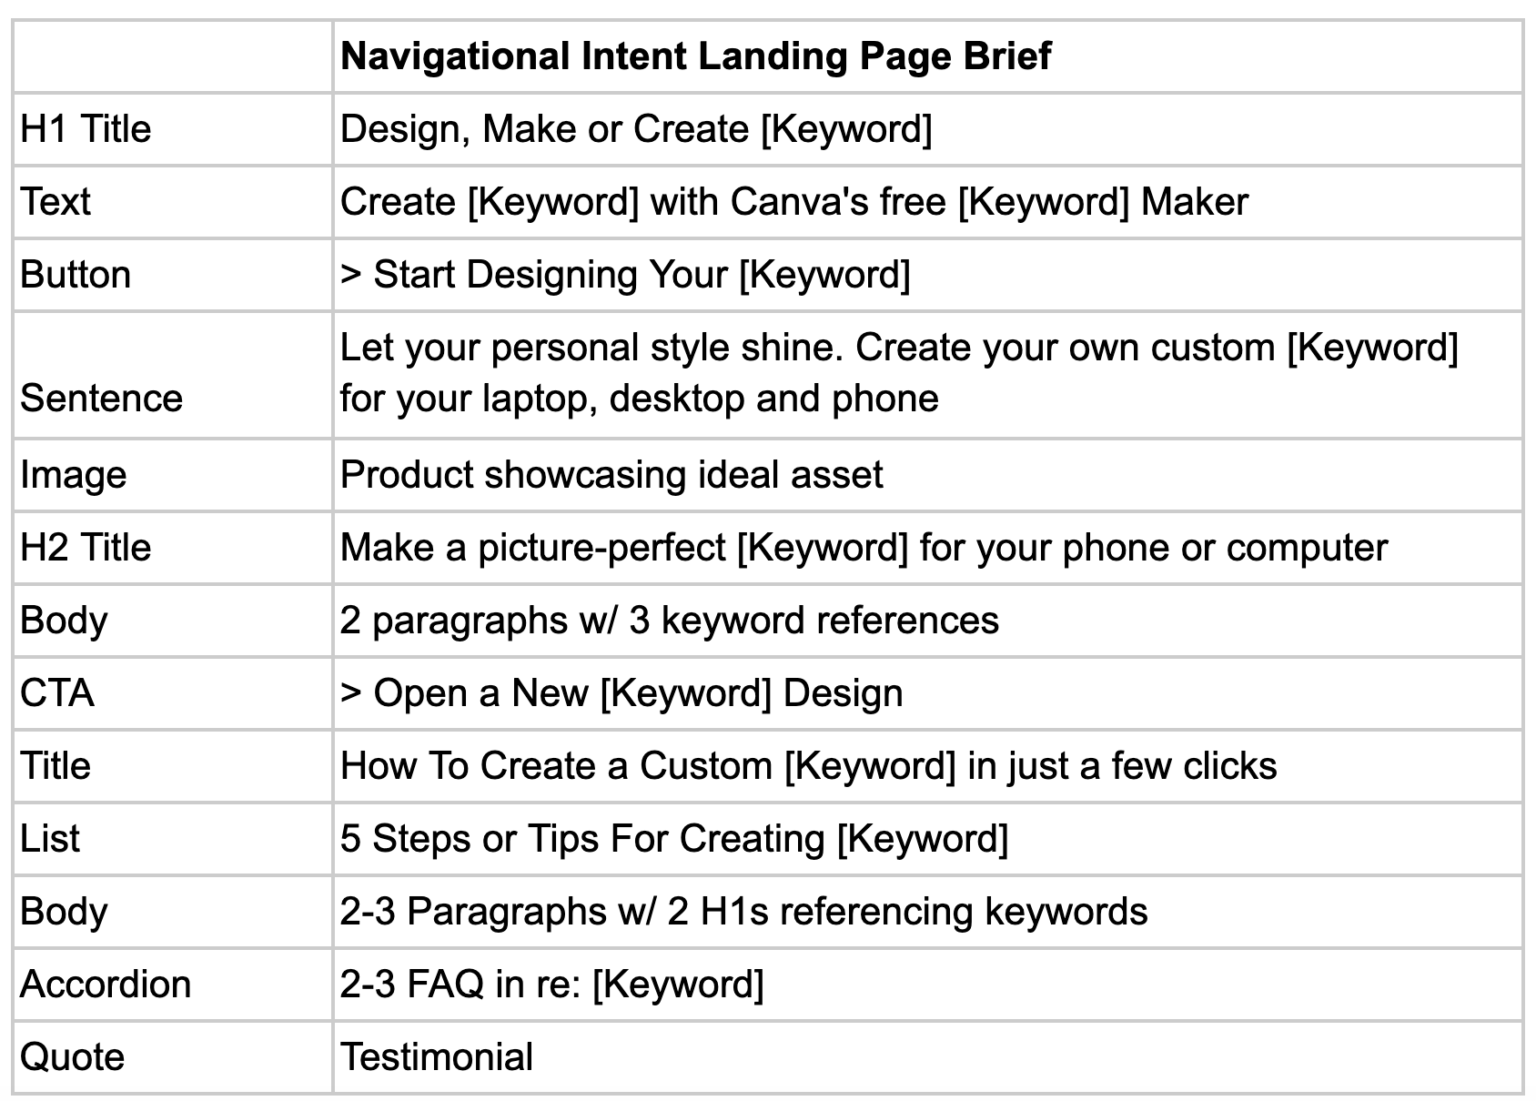 Navigational Intent Landing Page Brief
H1 Title Design, Make or Create [Keyword]
Text Create [Keyword] with Canva's free [Keyword] Maker
Button > Start Designing Your [Keyword]
Let your personal style shine. Create your own custom [Keyword]
Sentence for your laptop, desktop and phone
Image Product showcasing ideal asset
H2 Title Make a picture-perfect [Keyword] for your phone or computer
Body 2 paragraphs w/ 3 keyword references
CTA > Open a New [Keyword] Design
Title How To Create a Custom [Keyword] in just a few clicks
List 5 Steps or Tips For Creating [Keyword]
Body 2-3 Paragraphs w/ 2 H1s referencing keywords
Accordion 2-3 FAQ in re: [Keyword]
Quote Testimonial